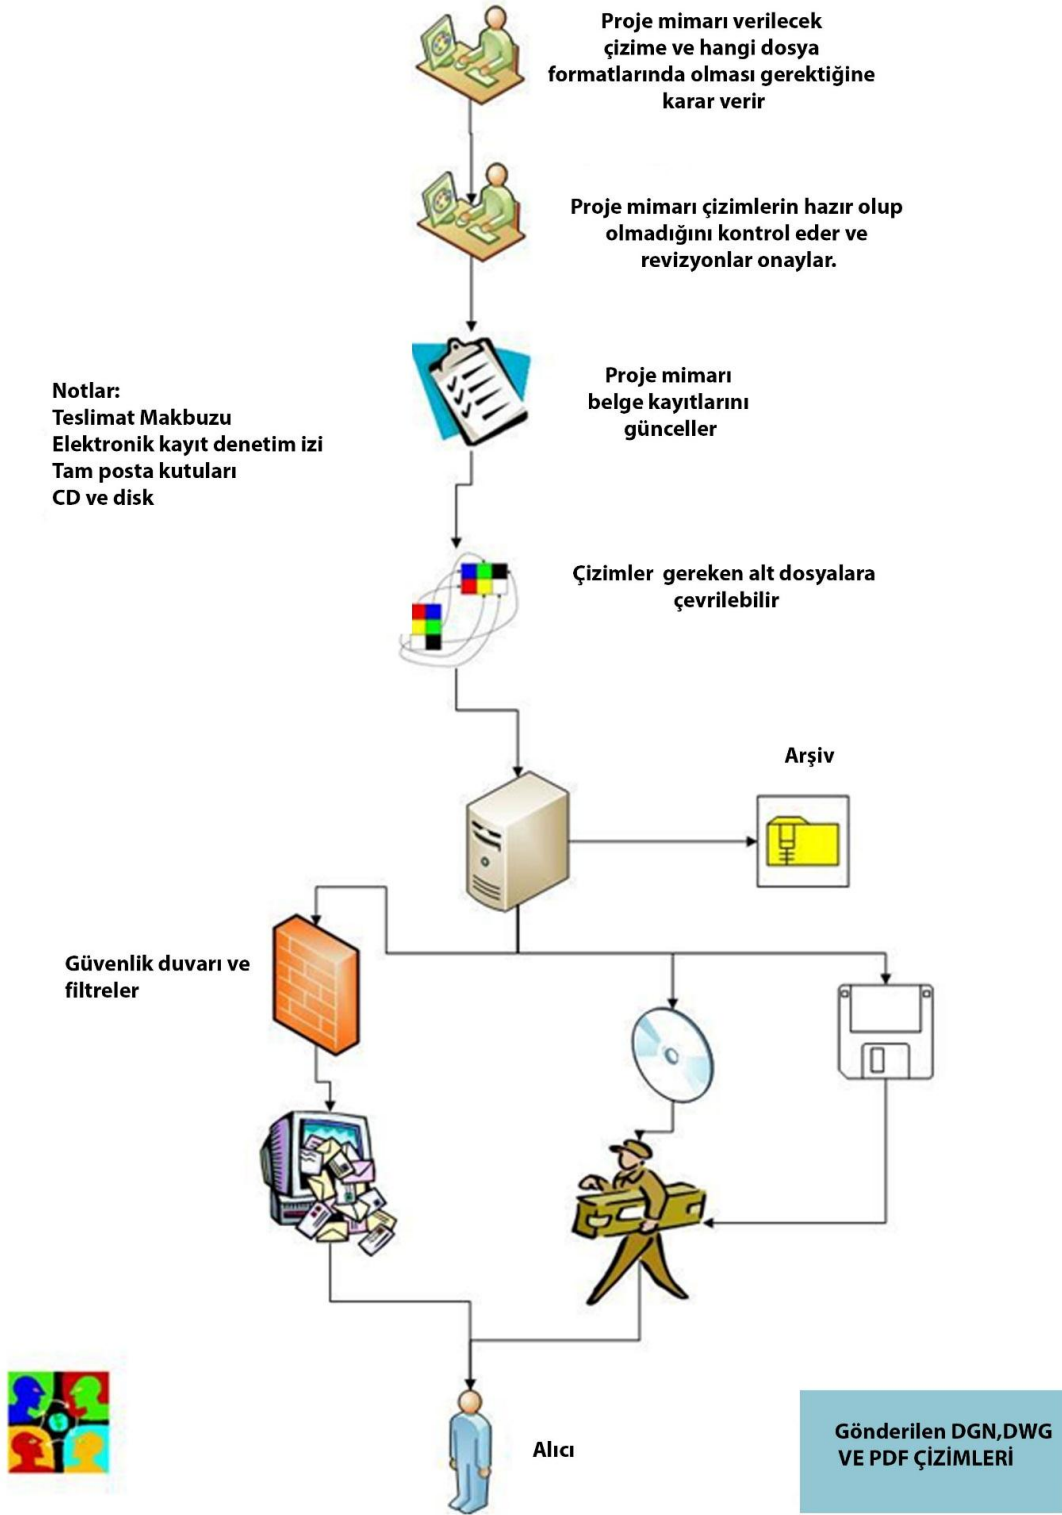 Proje mimarı verilecek
çizime ve hangi dosya
formatlarında olması gerektiğine
karar verir
Proje mimarı çizimlerin hazır olup
olmadığını kontrol eder ve
revizyonlar onaylar.
Proje mimarı
belge kayıtlarını
günceller
Notlar:
Teslimat Makbuzu
Elektronik kayıt denetim izi
Tam posta kutuları
CD ve disk
Çizimler gereken alt dosyalara
çevrilebilir
Arşiv
Güvenlik duvarı ve
filtreler
Alıcı
Gönderilen DGN,DWG
VE PDF ÇİZİMLERİ